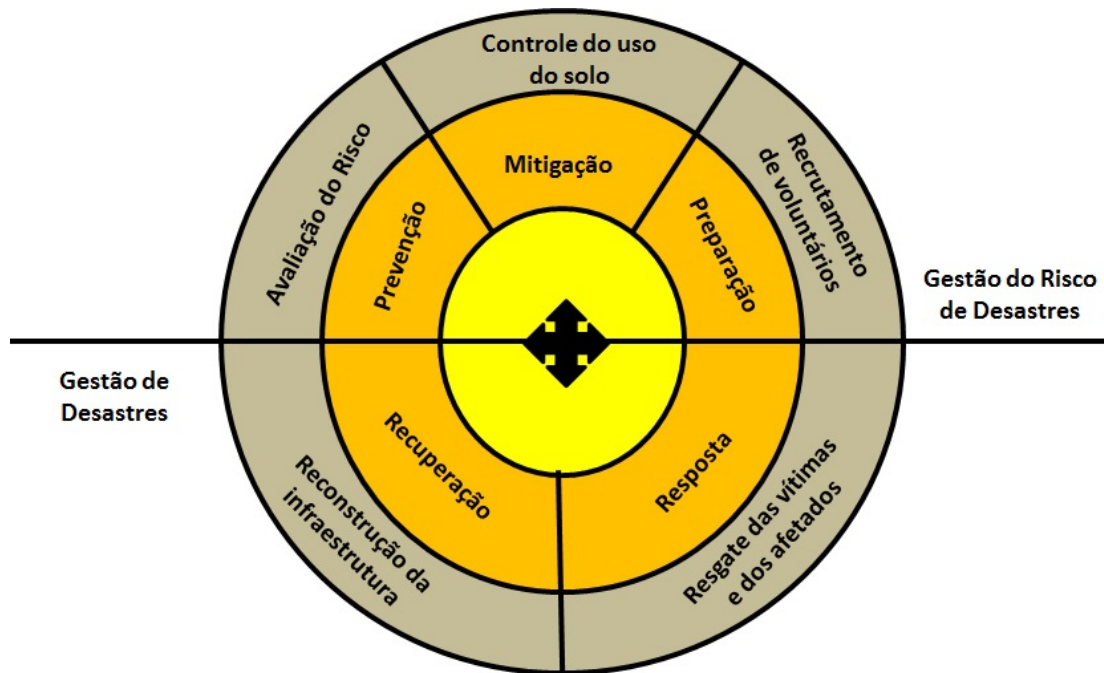 Controle do uso
do solo
Mitigação
Avaliação do Risco
Prevenção
Preparação
Recrutamento
de voluntários
Gestão do Risco
de Desastres
Gestão de
Desastres
Recuperação
Reconstrução da
infraestrutura
Resposta
Resgate das vítimas
e dos afetados